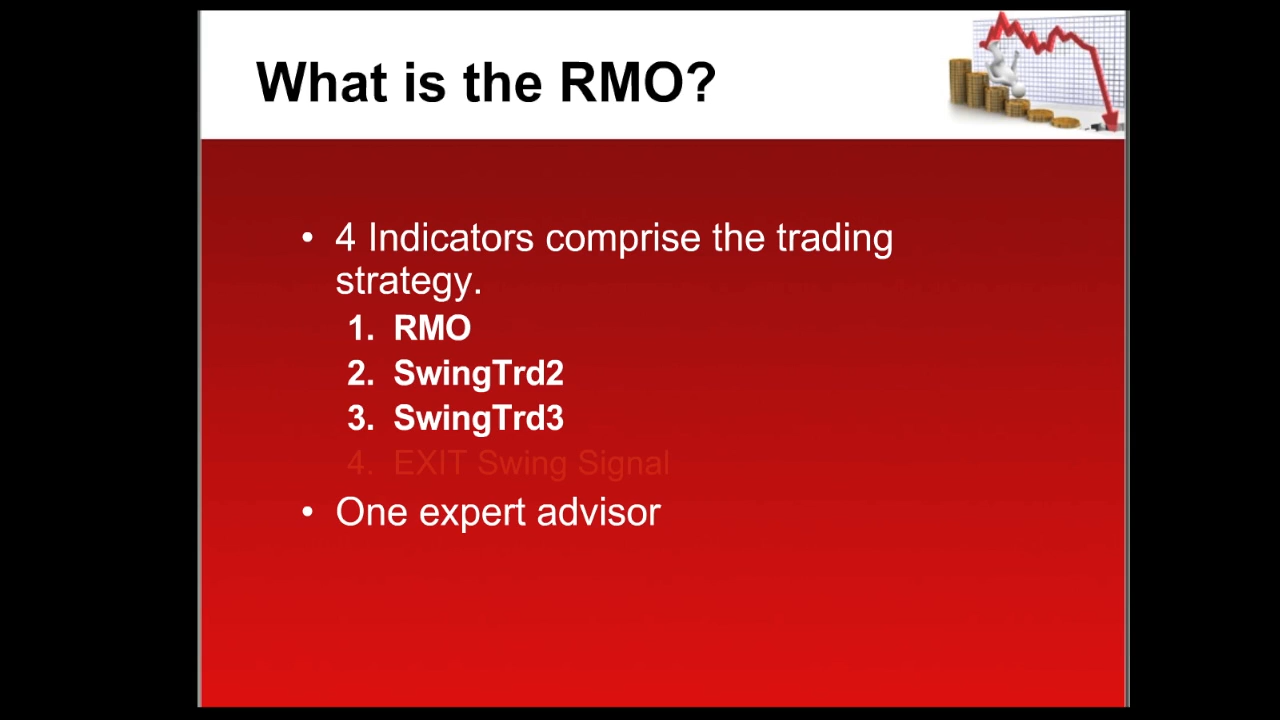 What is the RMO?
• 4 Indicators comprise the trading
strategy.
1. RMO
2. SwingTrd2
3. SwingTrd3
4. EXIT Swing Signal
• One expert advisor